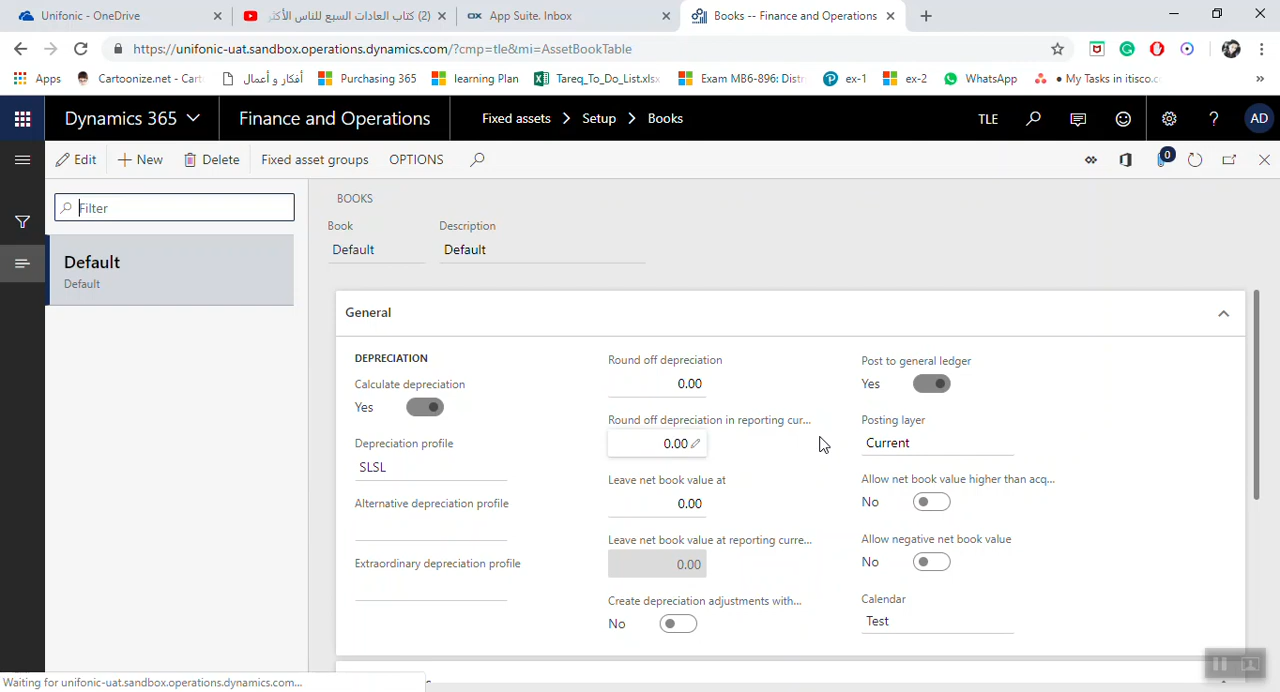 Unifonic - OneDrive
(2) كتاب العادات السبع للناس الأكثر
App Suite. Inbox
Books -- Finance and Operations
https://unifonic-uat.sandbox.operations.dynamics.com/?cmp=tle&mi=AssetBookTable
Apps
Cartoonize.net - Cart
أفكار و أعمال
Purchasing 365
learning Plan
Tareq_To_Do_List.xlsx
Exam MB6-896: Distr
ex-1
ex-2
WhatsApp
● My Tasks in itisco.c
»
Dynamics 365
Finance and Operations
Fixed assets > Setup > Books
TLE
? AD
Edit
+ New
Delete
Fixed asset groups
OPTIONS
0
Filter
Default
Default
BOOKS
Book
Default
Description
Default
General
DEPRECIATION
Calculate depreciation
Yes
Depreciation profile
SLSL
Alternative depreciation profile
Extraordinary depreciation profile
Round off depreciation
0.00
Round off depreciation in reporting cur...
0.00
Leave net book value at
0.00
Leave net book value at reporting curre...
0.00
Create depreciation adjustments with...
No
Post to general ledger
Yes
Posting layer
Current
Allow net book value higher than acq...
No
Allow negative net book value
No
Calendar
Test
Waiting for unifonic-uat.sandbox.operations.dynamics.com...